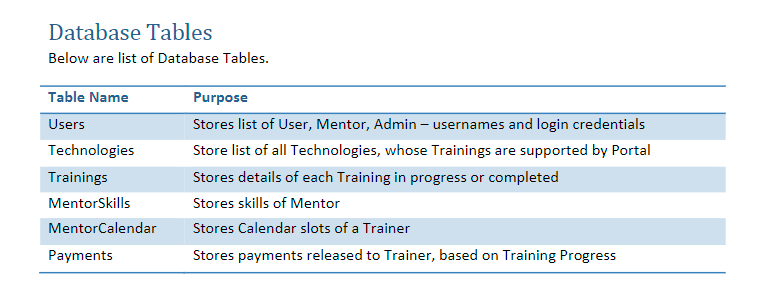 Database Tables
Below are list of Database Tables.
Table Name Purpose
Users Stores list of User, Mentor, Admin – usernames and login credentials
Technologies Store list of all Technologies, whose Trainings are supported by Portal
Trainings Stores details of each Training in progress or completed
MentorSkills Stores skills of Mentor
MentorCalendar Stores Calendar slots of a Trainer
Payments Stores payments released to Trainer, based on Training Progress